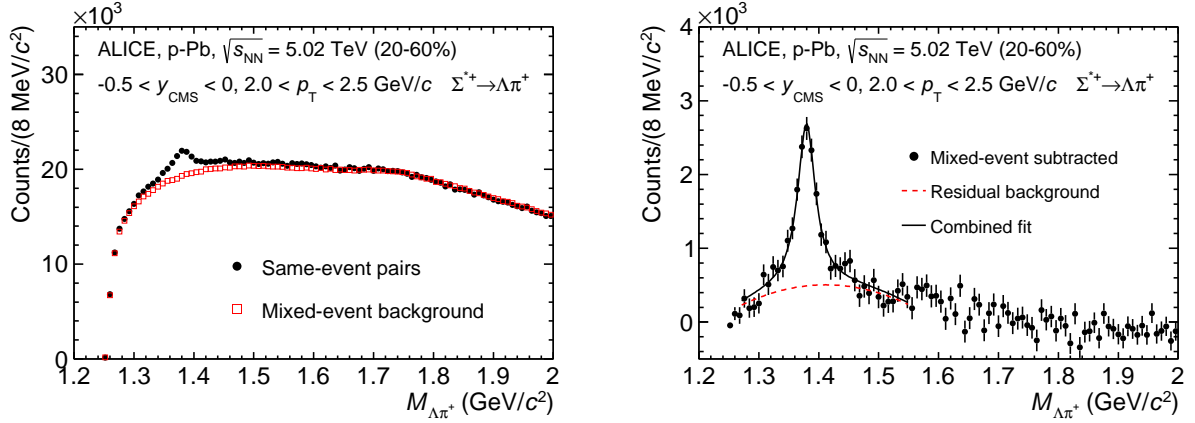 ×10³
ALICE, p-Pb, √s_NN = 5.02 TeV (20-60%)
-0.5 < y_CMS < 0, 2.0 < p_T < 2.5 GeV/c Σ*⁺→Λπ⁺
Counts/(8 MeV/c²)
30
20
10
0
Same-event pairs
Mixed-event background
1.2 1.3 1.4 1.5 1.6 1.7 1.8 1.9 2
M_Λπ⁺ (GeV/c²)
×10³
ALICE, p-Pb, √s_NN = 5.02 TeV (20-60%)
-0.5 < y_CMS < 0, 2.0 < p_T < 2.5 GeV/c Σ*⁺→Λπ⁺
Counts/(8 MeV/c²)
4
3
2
1
0
Mixed-event subtracted
Residual background
Combined fit
1.2 1.3 1.4 1.5 1.6 1.7 1.8 1.9 2
M_Λπ⁺ (GeV/c²)